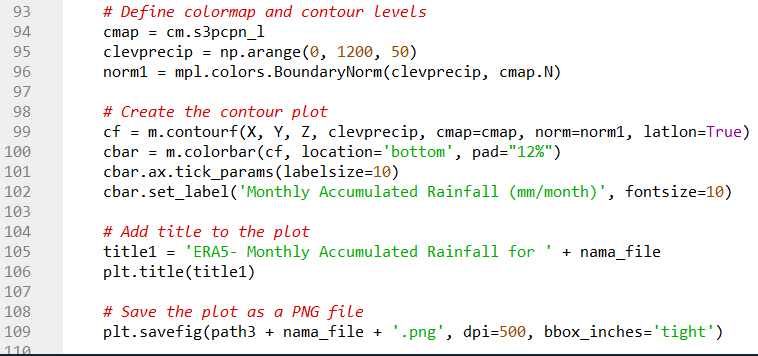 93 # Define colormap and contour levels
94 cmap = cm.s3pcpn_l
95 clevprecip = np.arange(0, 1200, 50)
96 norm1 = mpl.colors.BoundaryNorm(clevprecip, cmap.N)
97
98 # Create the contour plot
99 cf = m.contourf(X, Y, Z, clevprecip, cmap=cmap, norm=norm1, latlon=True)
100 cbar = m.colorbar(cf, location='bottom', pad="12%")
101 cbar.ax.tick_params(labelsize=10)
102 cbar.set_label('Monthly Accumulated Rainfall (mm/month)', fontsize=10)
103
104 # Add title to the plot
105 title1 = 'ERA5- Monthly Accumulated Rainfall for ' + nama_file
106 plt.title(title1)
107
108 # Save the plot as a PNG file
109 plt.savefig(path3 + nama_file + '.png', dpi=500, bbox_inches='tight')
110